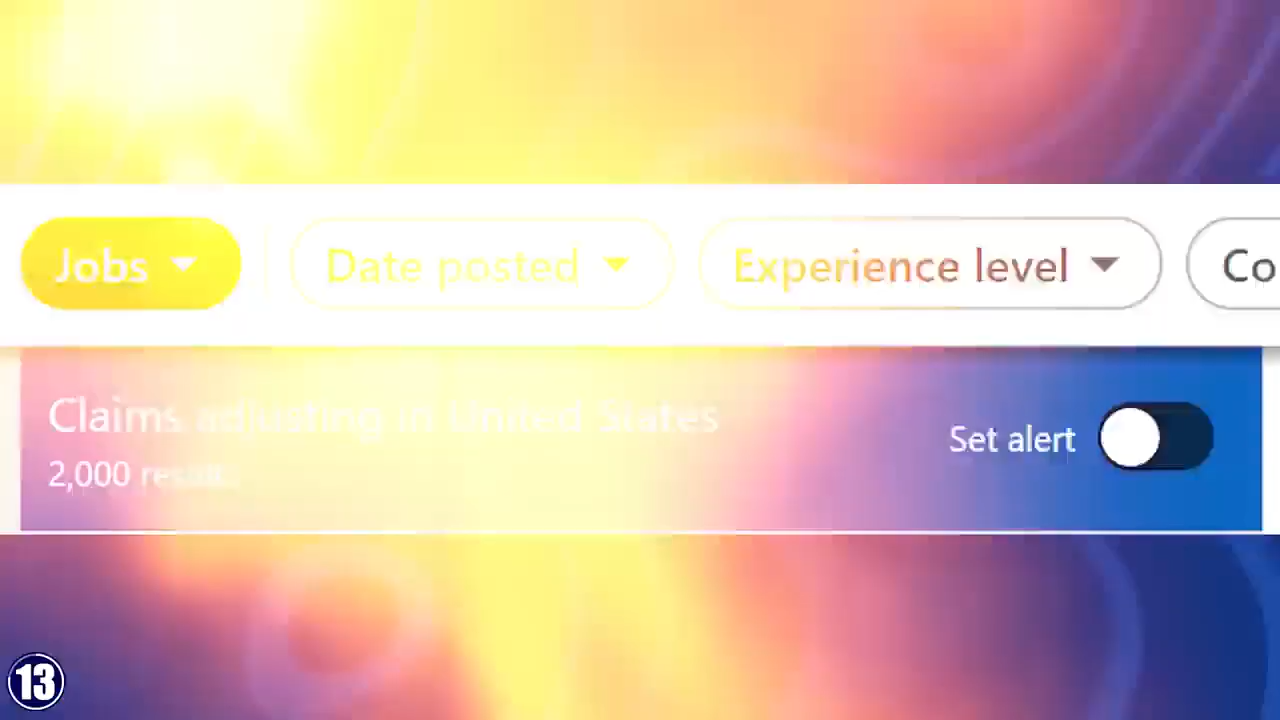 Jobs Date posted Experience level Co
Claims adjusting in United States
2,000 results
Set alert
13